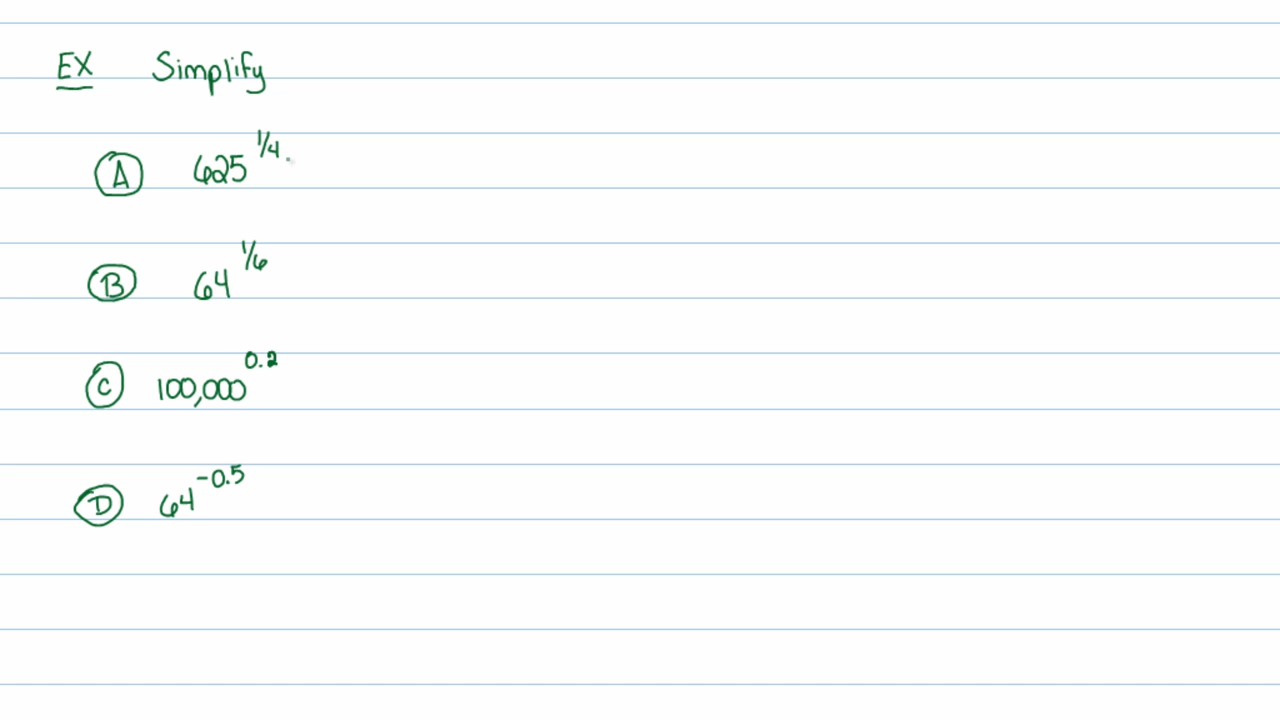 EX Simplify
A 625^1/4
B 64^1/6
C 100,000^0.2
D 64^-0.5